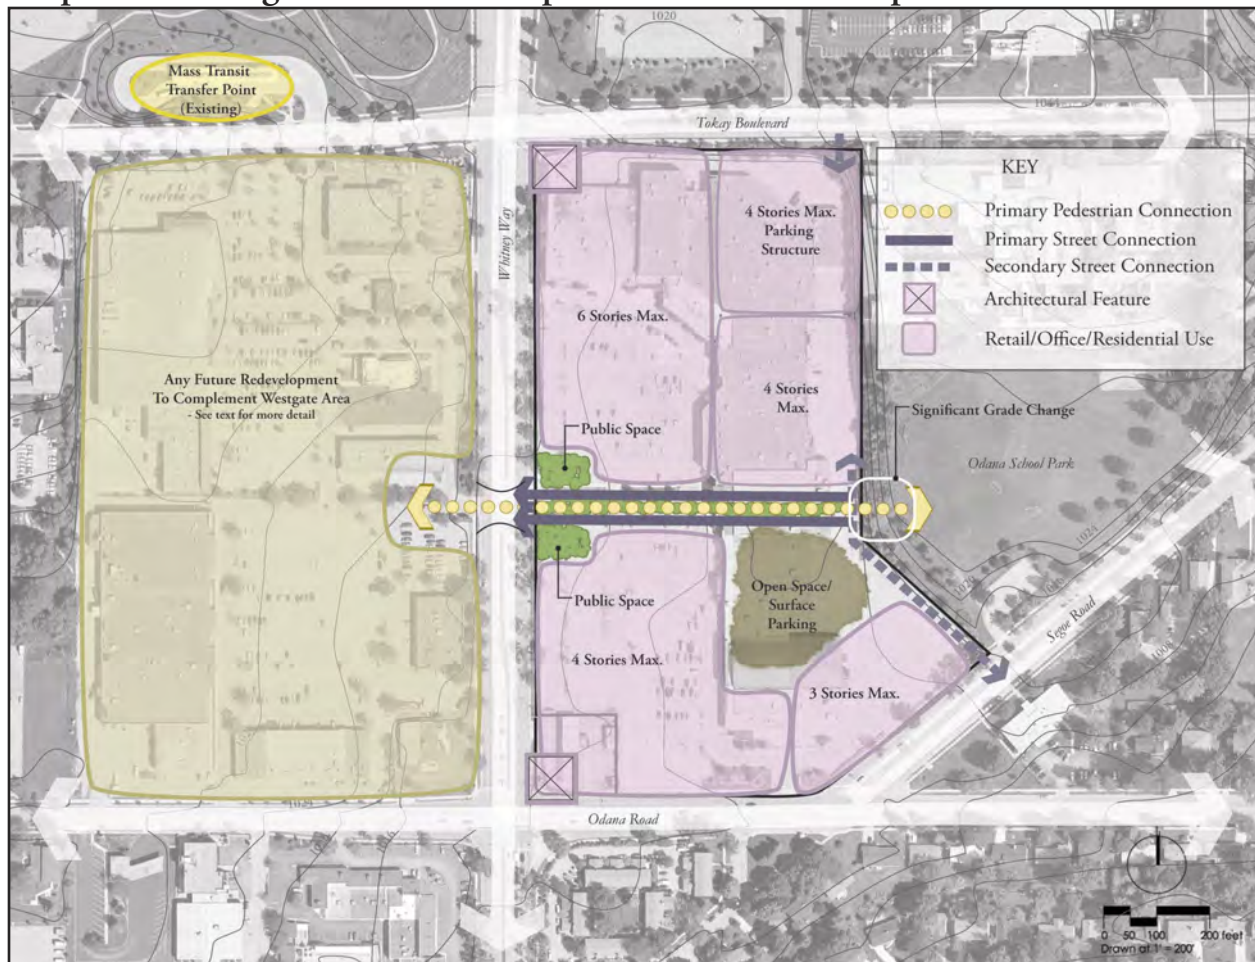 1020
Mass Transit
Transfer Point
(Existing)
Tokay Boulevard
KEY
Primary Pedestrian Connection
Primary Street Connection
Secondary Street Connection
Architectural Feature
Retail/Office/Residential Use
Whitney Way
4 Stories Max.
Parking
Structure
6 Stories Max.
Any Future Redevelopment
To Complement Westgate Area
- See text for more detail
4 Stories
Max.
Significant Grade Change
Public Space
Odana School Park
1024
1020
Open Space/
Surface
Parking
Public Space
Segoe Road
4 Stories Max.
3 Stories Max.
Odana Road
0 50 100 200 feet
Drawn at 1" = 200'